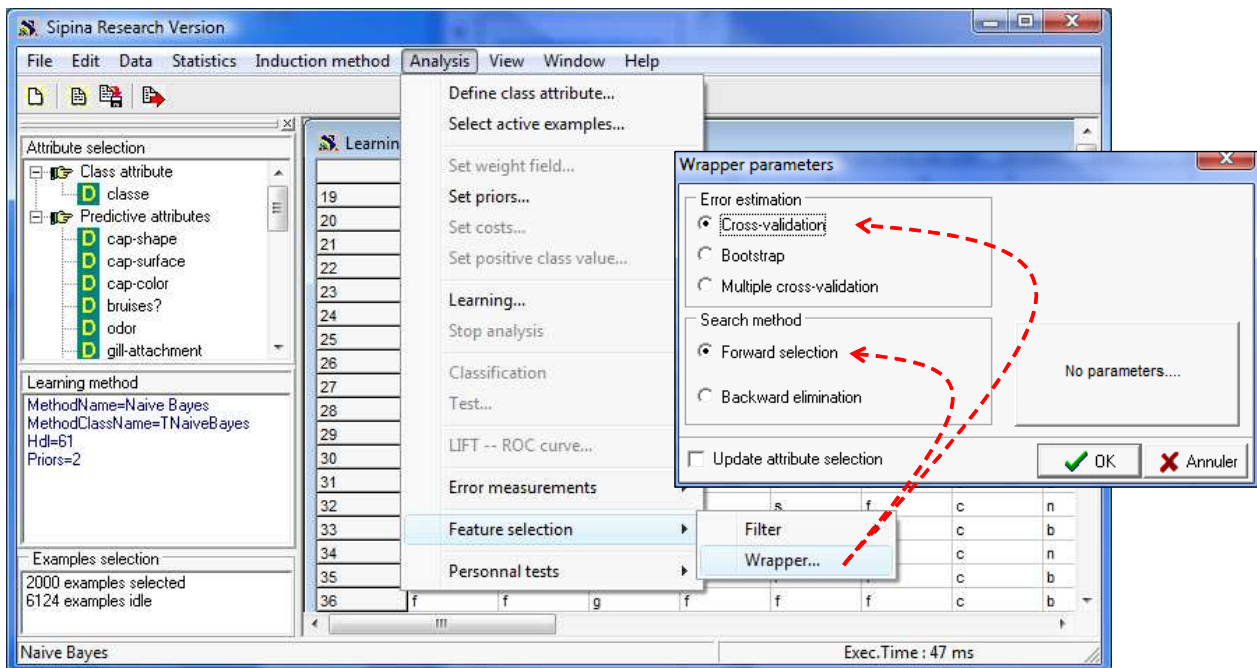 Sipina Research Version
File Edit Data Statistics Induction method Analysis View Window Help
Attribute selection
Class attribute
D classe
Predictive attributes
D cap-shape
D cap-surface
D cap-color
D bruises?
D odor
D gill-attachment
Learning method
MethodName=Naive Bayes
MethodClassName=TNaiveBayes
Hdl=61
Priors=2
Examples selection
2000 examples selected
6124 examples idle
Learnin
19
20
21
22
23
24
25
26
27
28
29
30
31
32 s f c n
33 c b
34 c n
35 c b
36 f f g f f f c b
Define class attribute...
Select active examples...
Set weight field...
Set priors...
Set costs...
Set positive class value...
Learning...
Stop analysis
Classification
Test...
LIFT -- ROC curve...
Error measurements
Feature selection
Personnal tests
Filter
Wrapper...
Wrapper parameters
Error estimation
Cross-validation
Bootstrap
Multiple cross-validation
Search method
Forward selection
Backward elimination
No parameters....
Update attribute selection
OK
Annuler
Naive Bayes
Exec.Time : 47 ms